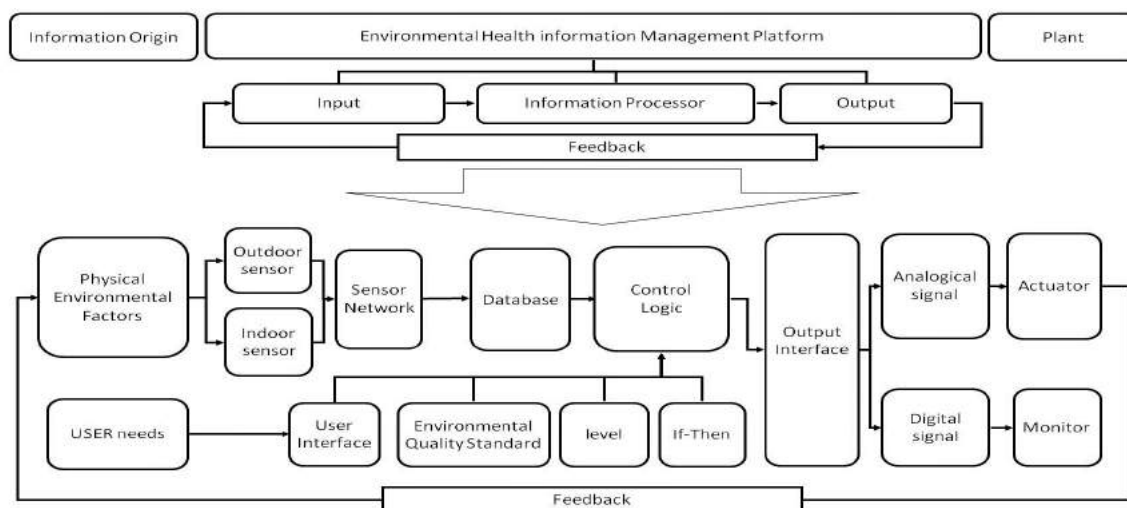 Information Origin
Environmental Health information Management Platform
Plant
Input
Information Processor
Output
Feedback
Physical
Environmental
Factors
Outdoor
sensor
Indoor
sensor
Sensor
Network
Database
Control
Logic
Output
Interface
Analogical
signal
Actuator
USER needs
User
Interface
Environmental
Quality Standard
level
If-Then
Digital
signal
Monitor
Feedback